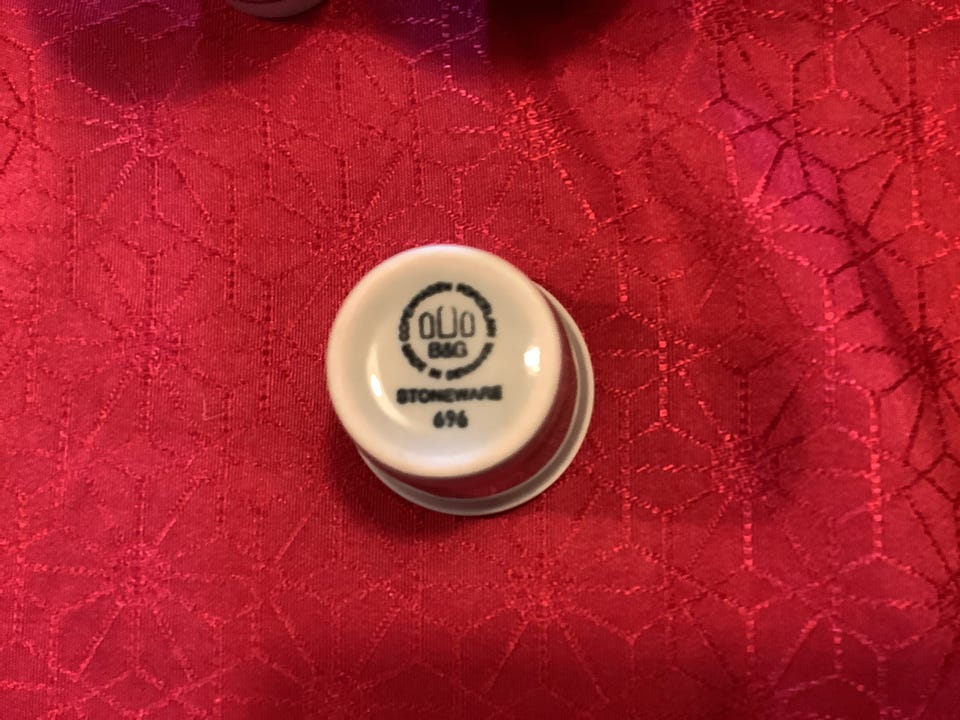 COPENHAGEN PORCELAIN
B&G
MADE IN DENMARK
STONEWARE
696